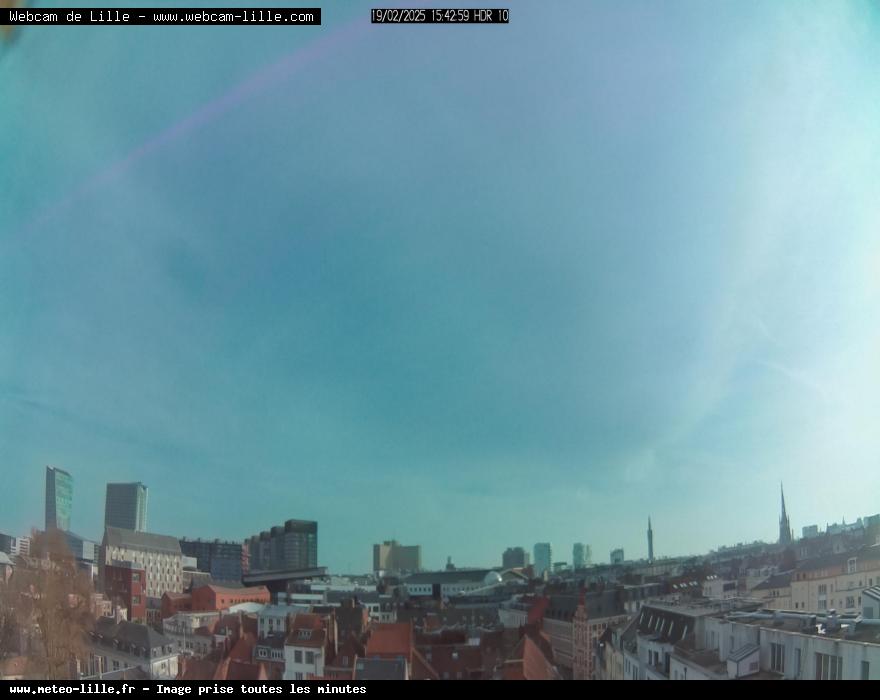 Webcam de Lille - www.webcam-lille.com
19/02/2025 15:42:59 HDR 10
www.meteo-lille.fr - Image prise toutes les minutes